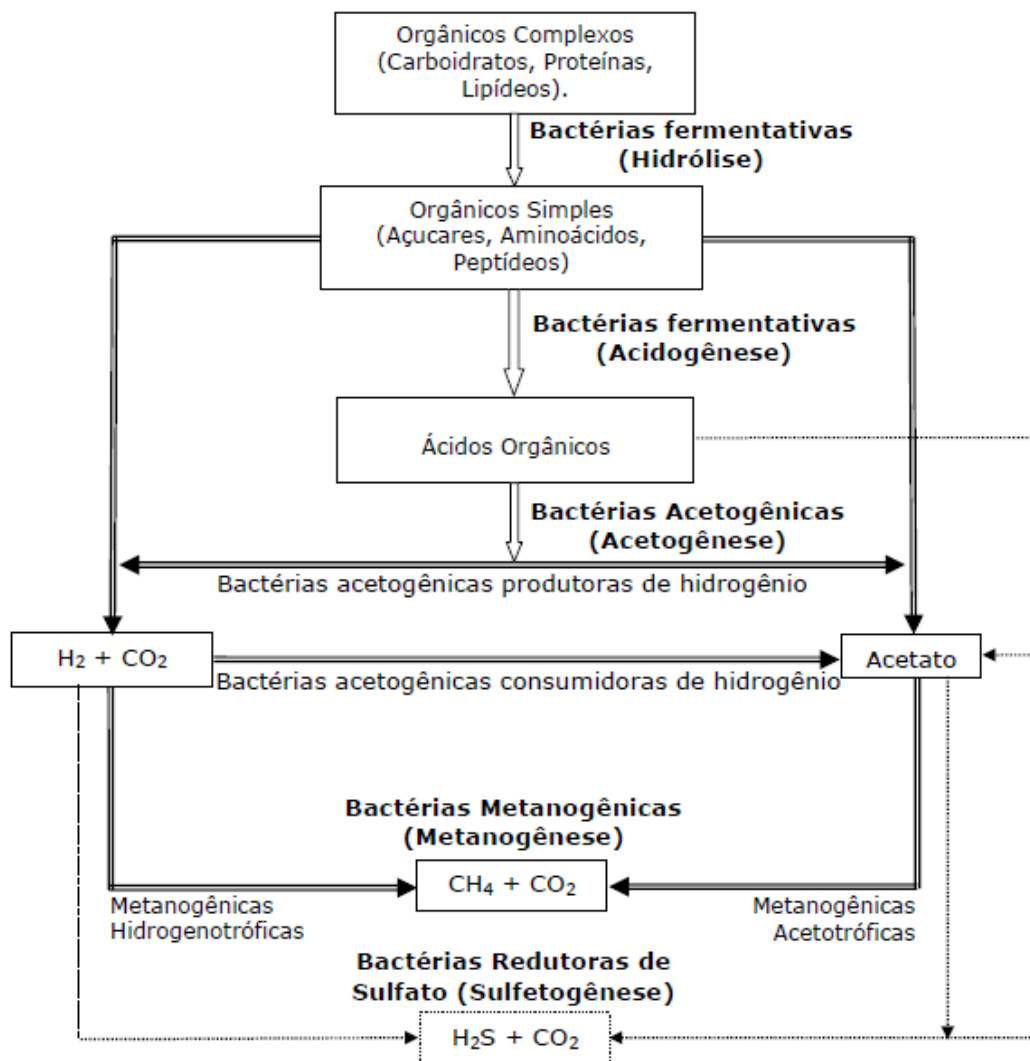 Orgânicos Complexos
(Carboidratos, Proteínas,
Lipídeos).
Bactérias fermentativas
(Hidrólise)
Orgânicos Simples
(Açucares, Aminoácidos,
Peptídeos)
Bactérias fermentativas
(Acidogênese)
Ácidos Orgânicos
Bactérias Acetogênicas
(Acetogênese)
Bactérias acetogênicas produtoras de hidrogênio
H₂ + CO₂
Acetato
Bactérias acetogênicas consumidoras de hidrogênio
Bactérias Metanogênicas
(Metanogênese)
CH₄ + CO₂
Metanogênicas
Hidrogenotróficas
Metanogênicas
Acetotróficas
Bactérias Redutoras de
Sulfato (Sulfetogênese)
H₂S + CO₂